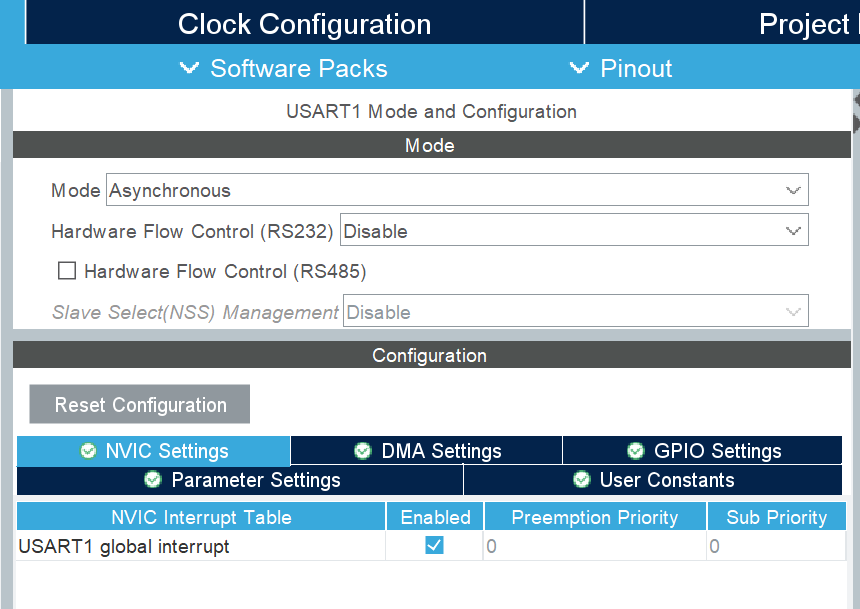 Clock Configuration
Project
Software Packs
Pinout
USART1 Mode and Configuration
Mode
Mode Asynchronous
Hardware Flow Control (RS232) Disable
Hardware Flow Control (RS485)
Slave Select(NSS) Management Disable
Configuration
Reset Configuration
NVIC Settings
DMA Settings
GPIO Settings
Parameter Settings
User Constants
NVIC Interrupt Table Enabled Preemption Priority Sub Priority
USART1 global interrupt 0 0